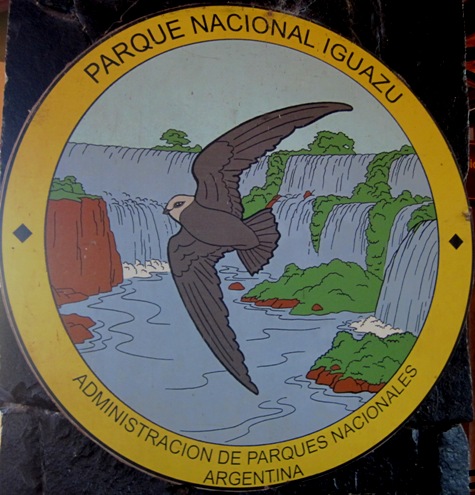 PARQUE NACIONAL IGUAZU
ADMINISTRACION DE PARQUES NACIONALES
ARGENTINA